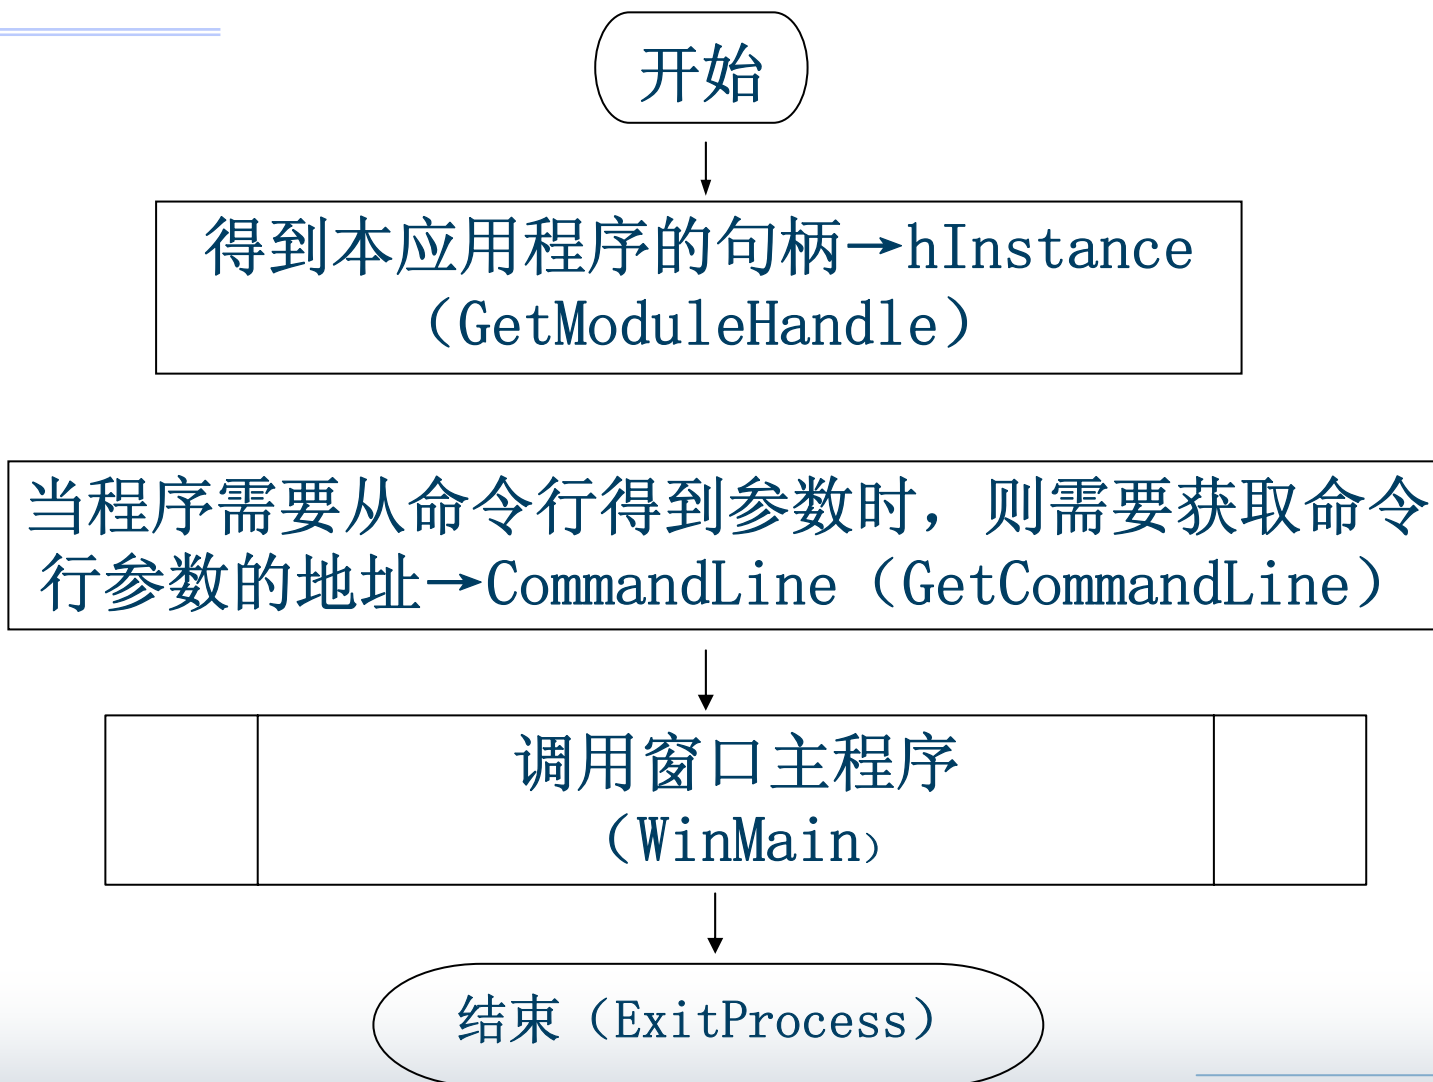 开始
得到本应用程序的句柄→hInstance
（GetModuleHandle）
当程序需要从命令行得到参数时，则需要获取命令
行参数的地址→CommandLine（GetCommandLine）
调用窗口主程序
（WinMain）
结束（ExitProcess）